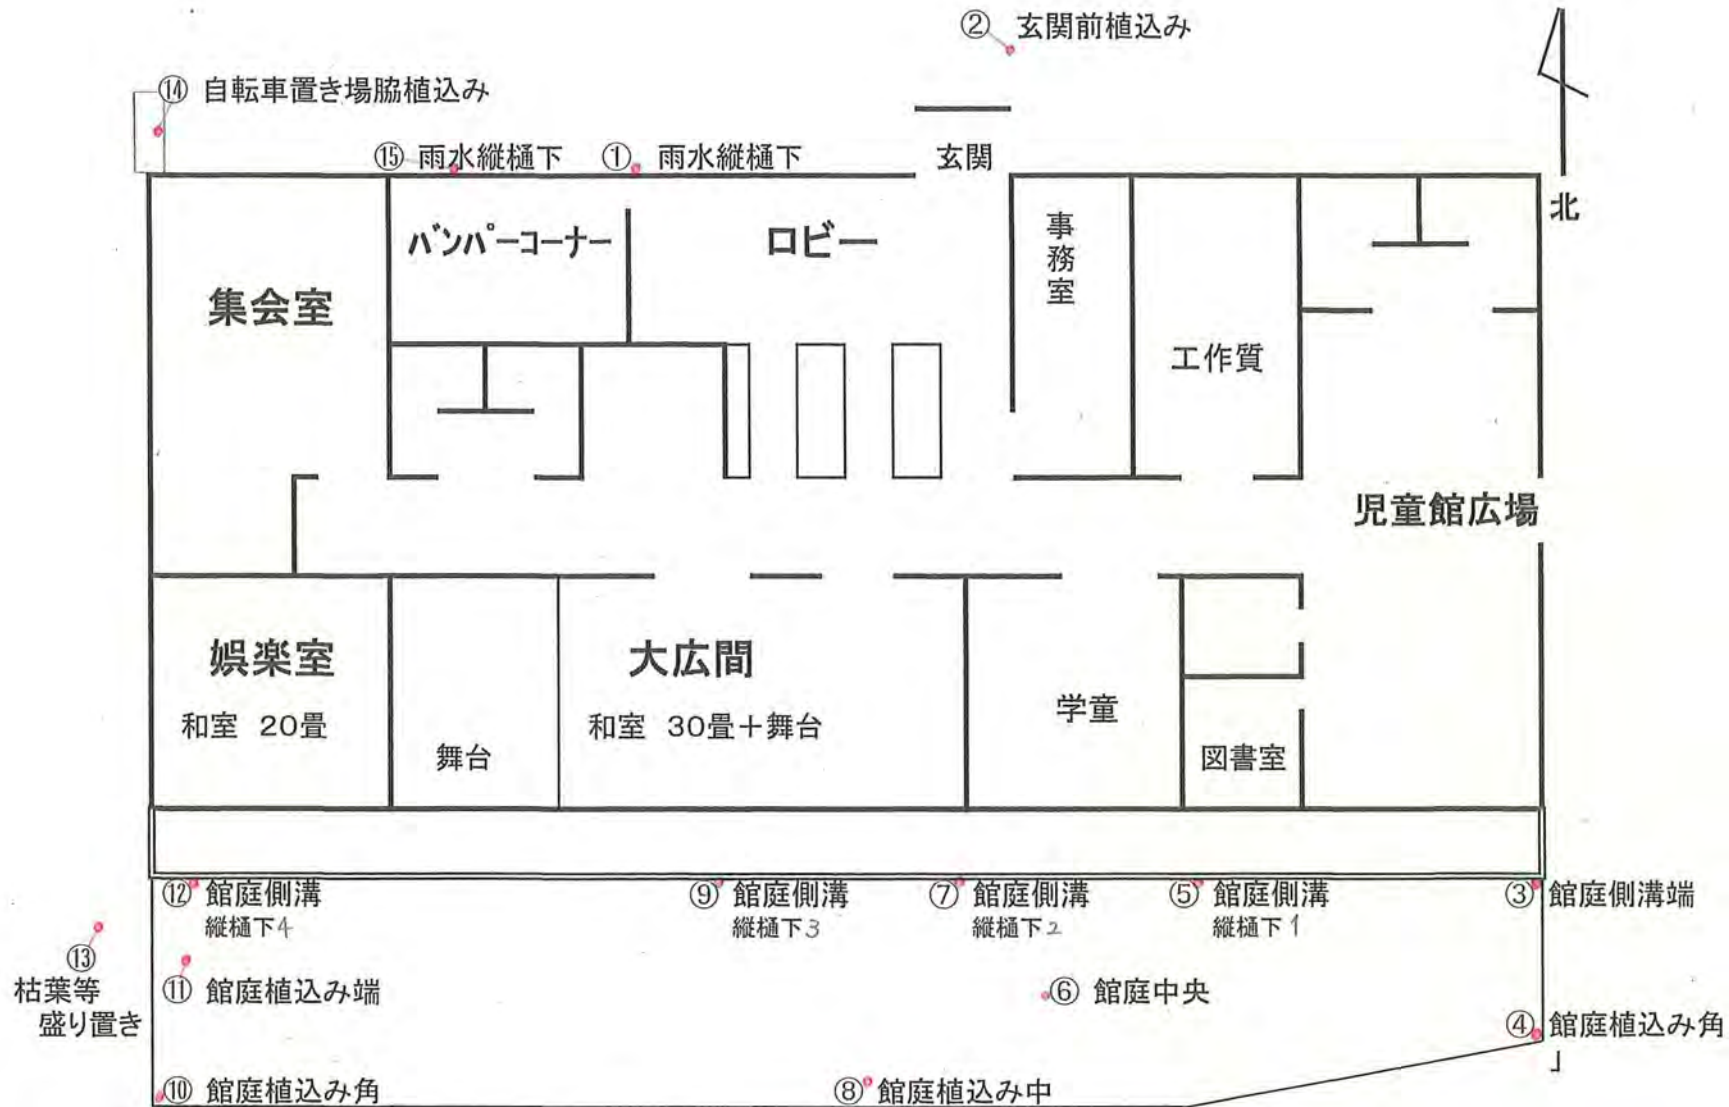 ② 玄関前植込み
⑭ 自転車置き場脇植込み
⑮ 雨水縦樋下
① 雨水縦樋下
玄関
北
バンパーコーナー
ロビー
事務室
集会室
工作質
児童館広場
娯楽室
和室 20畳
舞台
大広間
和室 30畳＋舞台
学童
図書室
⑫ 館庭側溝
縦樋下4
⑨ 館庭側溝
縦樋下3
⑦ 館庭側溝
縦樋下2
⑤ 館庭側溝
縦樋下1
③ 館庭側溝端
⑬
枯葉等
盛り置き
⑪ 館庭植込み端
⑥ 館庭中央
④ 館庭植込み角
⑩ 館庭植込み角
⑧ 館庭植込み中